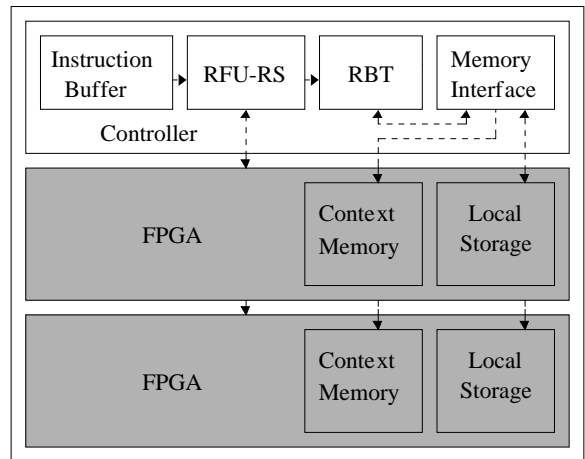 Instruction
Buffer
RFU-RS
RBT
Memory
Interface
Controller
FPGA
Context
Memory
Local
Storage
FPGA
Context
Memory
Local
Storage